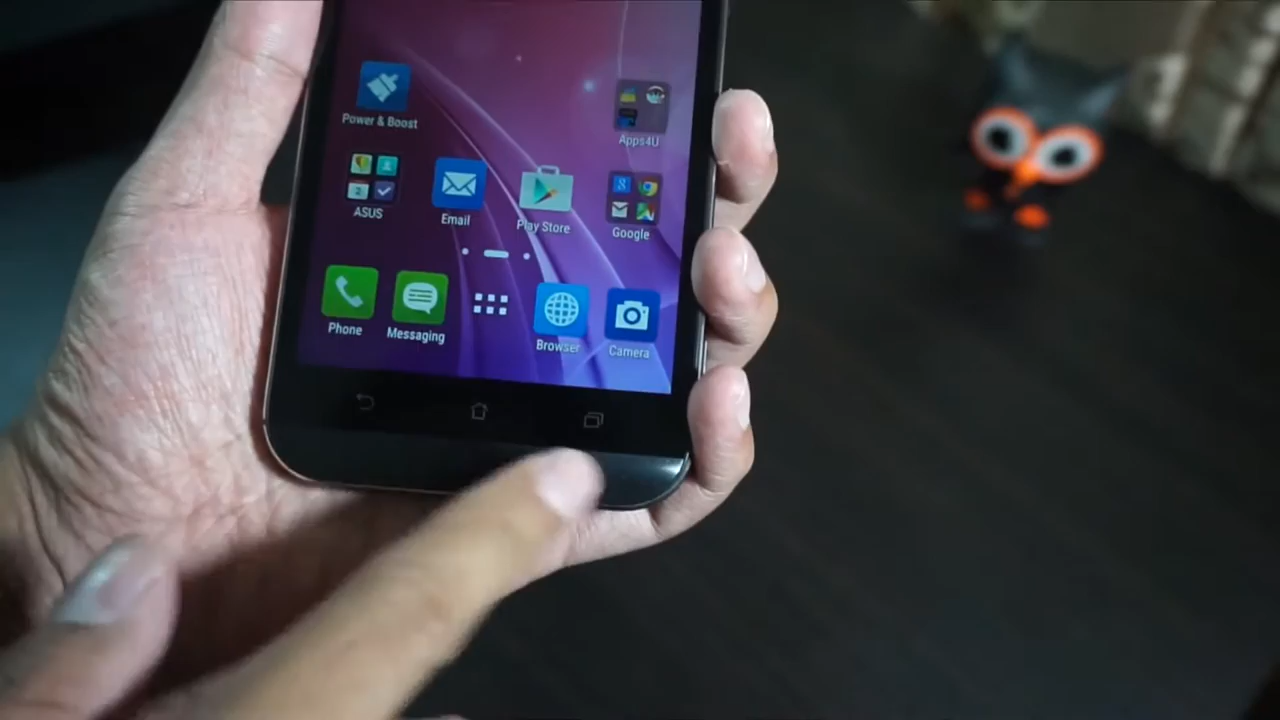 Power & Boost
Apps4U
ASUS
Email
Play Store
Google
Phone
Messaging
Browser
Camera